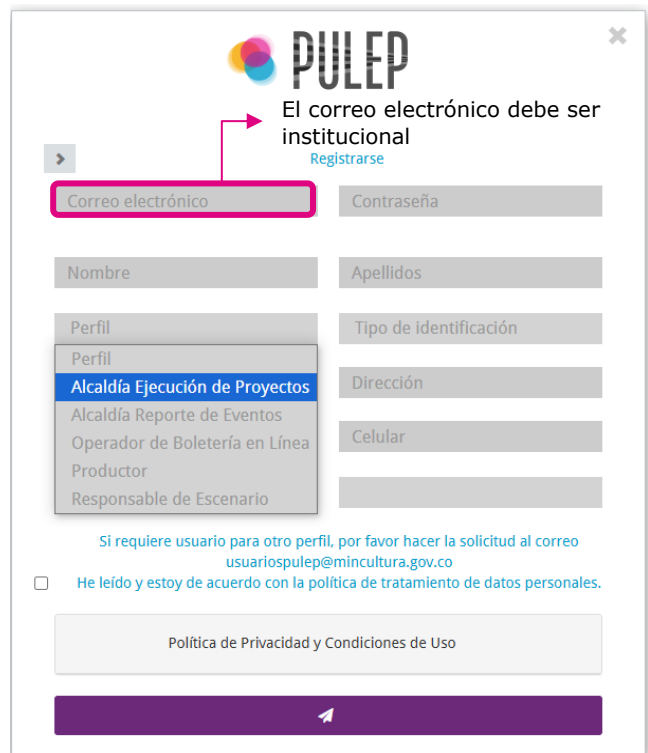 PULEP
El correo electrónico debe ser
institucional
Registrarse
Correo electrónico
Contraseña
Nombre
Apellidos
Perfil
Tipo de identificación
Perfil
Alcaldía Ejecución de Proyectos
Alcaldía Reporte de Eventos
Operador de Boletería en Línea
Productor
Responsable de Escenario
Dirección
Celular
Si requiere usuario para otro perfil, por favor hacer la solicitud al correo
usuariospulep@mincultura.gov.co
He leído y estoy de acuerdo con la política de tratamiento de datos personales.
Política de Privacidad y Condiciones de Uso